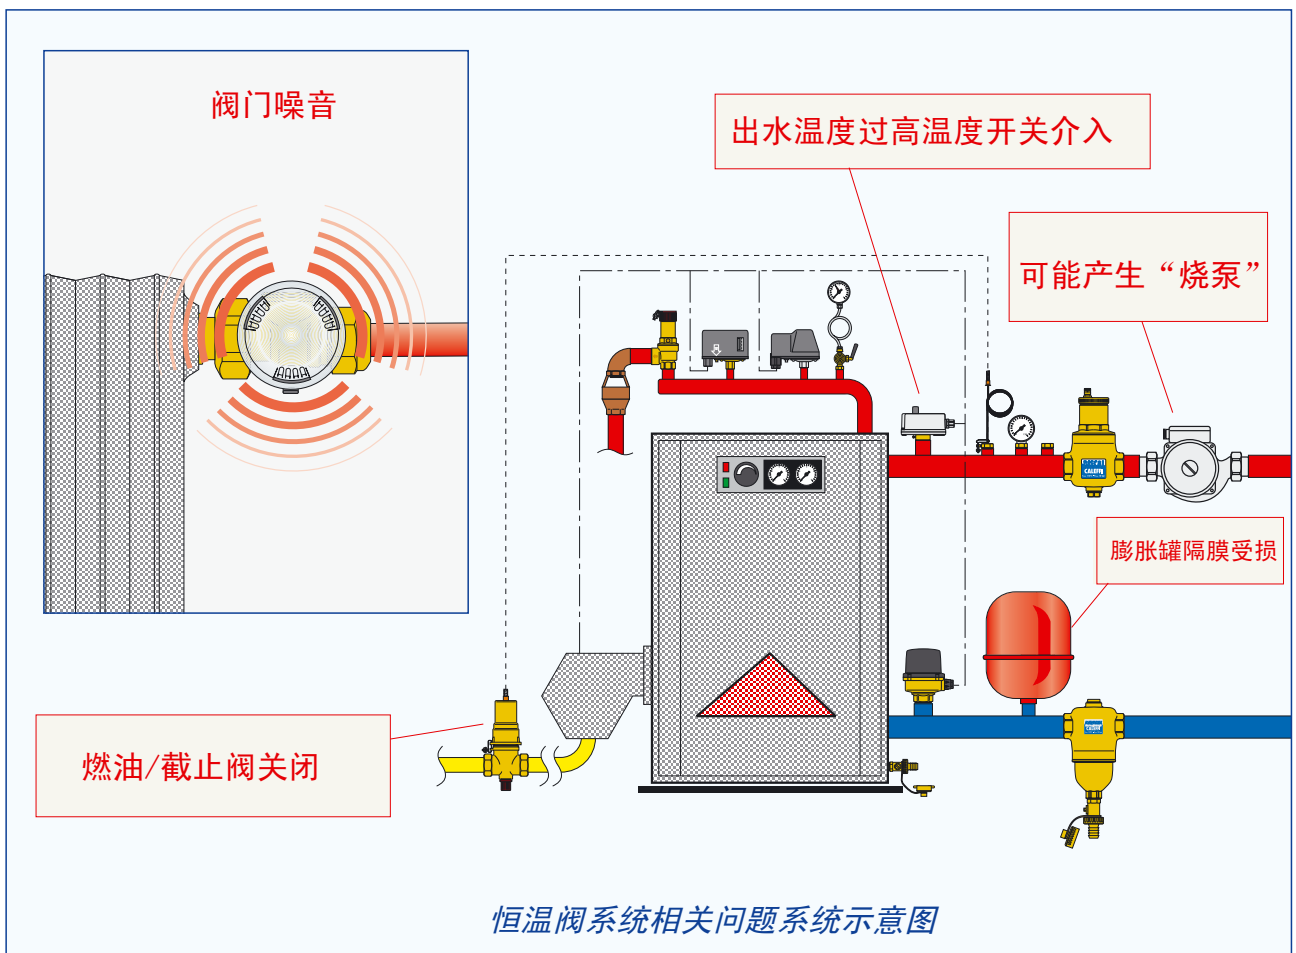 阀门噪音
出水温度过高温度开关介入
可能产生“烧泵”
膨胀罐隔膜受损
燃油/截止阀关闭
CALEFFI
恒温阀系统相关问题系统示意图